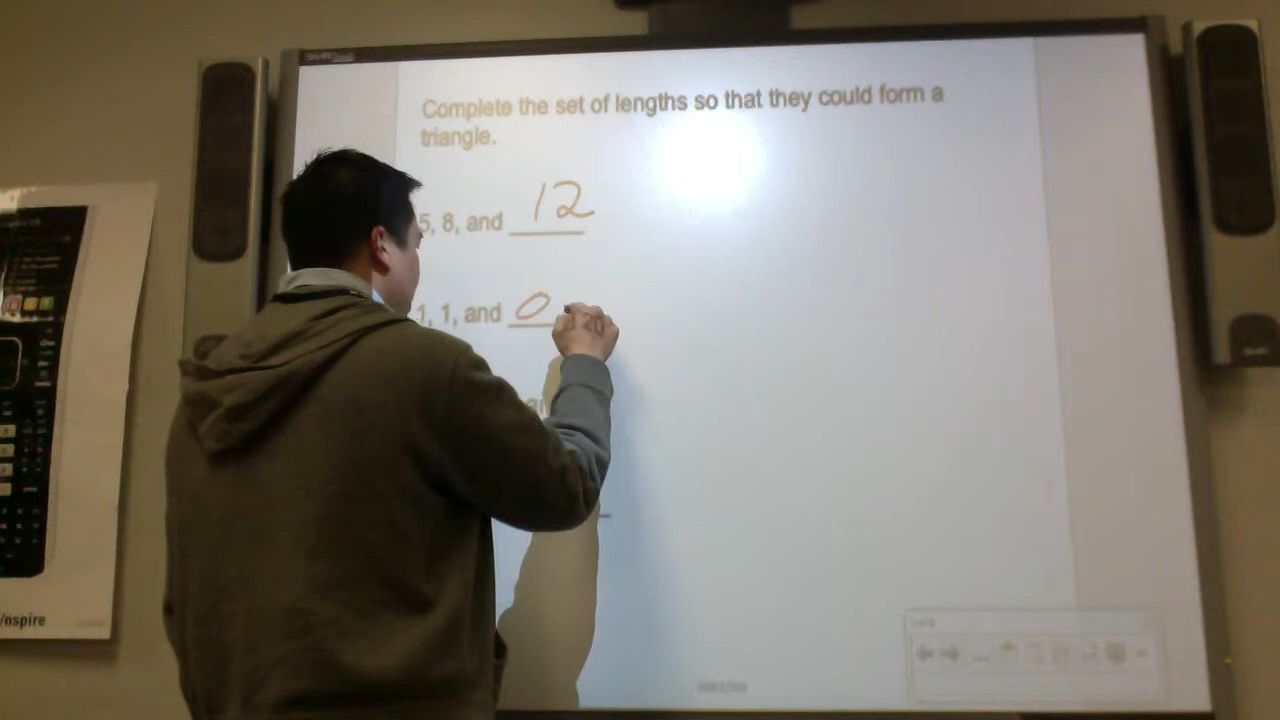 Complete the set of lengths so that they could form a
triangle.
5, 8, and 12
1, 1, and 0
/nspire